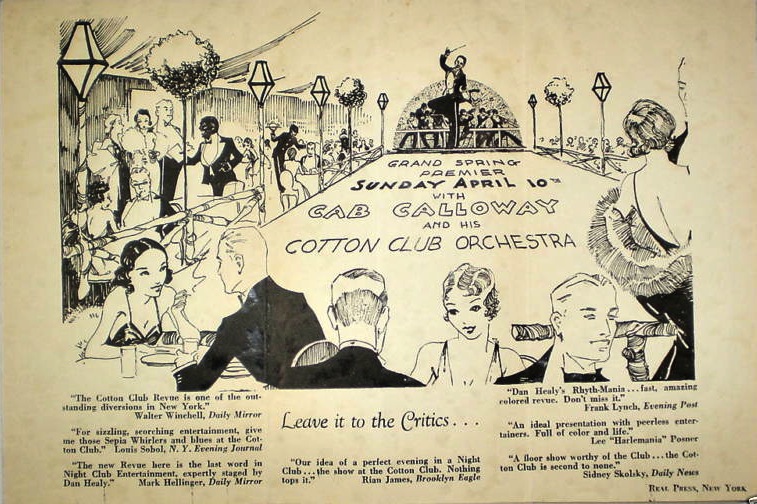 GRAND SPRING
PREMIER
SUNDAY APRIL 10TH
WITH
CAB CALLOWAY
AND HIS
COTTON CLUB ORCHESTRA
"The Cotton Club Revue is one of the out-
standing diversions in New York."
Walter Winchell, Daily Mirror
"For sizzling, scorching entertainment, give
me those Sepia Whirlers and blues at the Cot-
ton Club." Louis Sobol, N. Y. Evening Journal
"The new Revue here is the last word in
Night Club Entertainment, expertly staged by
Dan Healy." Mark Hellinger, Daily Mirror
Leave it to the Critics . . .
"Our idea of a perfect evening in a Night
Club...the show at the Cotton Club. Nothing
tops it." Rian James, Brooklyn Eagle
"Dan Healy's Rhyth-Mania...fast, amazing
colored revue. Don't miss it."
Frank Lynch, Evening Post
"An ideal presentation with peerless enter-
tainers. Full of color and life."
Lee "Harlemania" Posner
"A floor show worthy of the Club...the Cot-
ton Club is second to none."
Sidney Skolsky, Daily News
REAL PRESS, NEW YORK